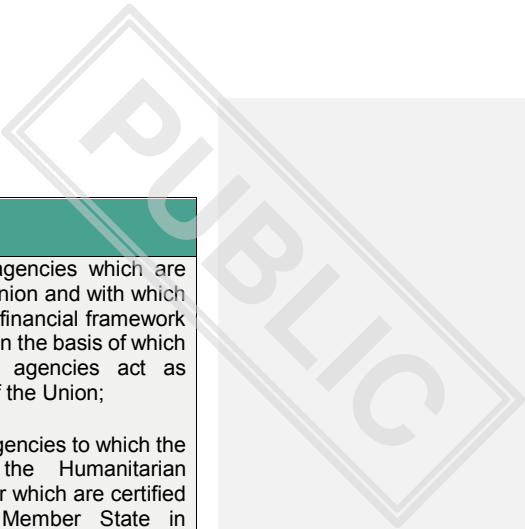 agencies which are
nion and with which
financial framework
n the basis of which
agencies act as
f the Union;
gencies to which the
the Humanitarian
r which are certified
Member State in
PUBLIC